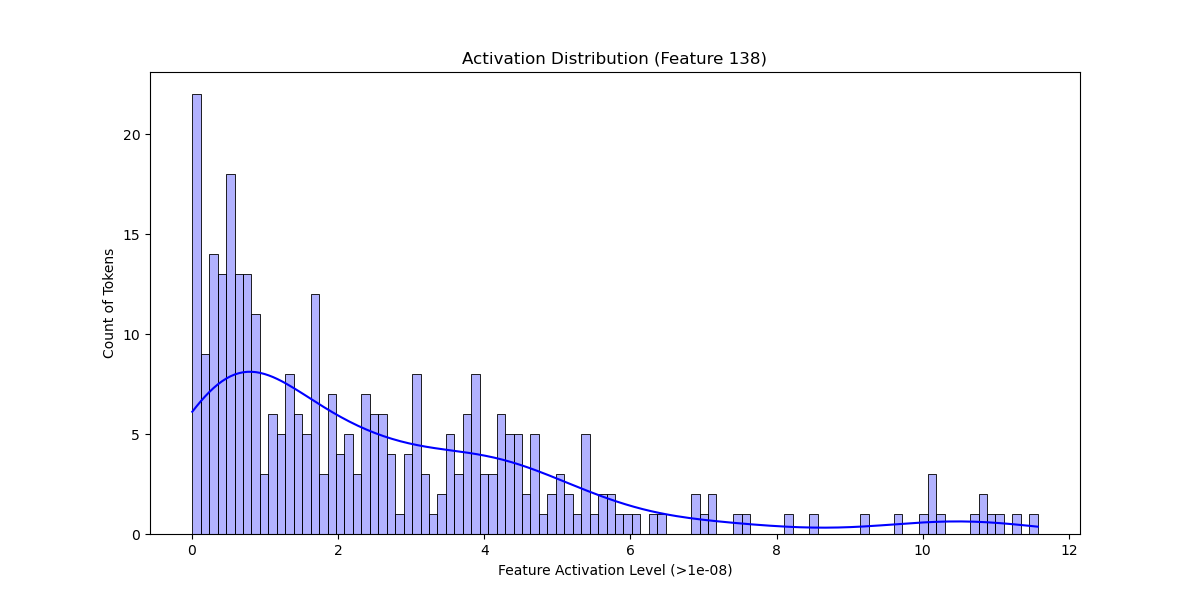 Activation Distribution (Feature 138)
Count of Tokens
20
15
10
5
0
0 2 4 6 8 10 12
Feature Activation Level (>1e-08)